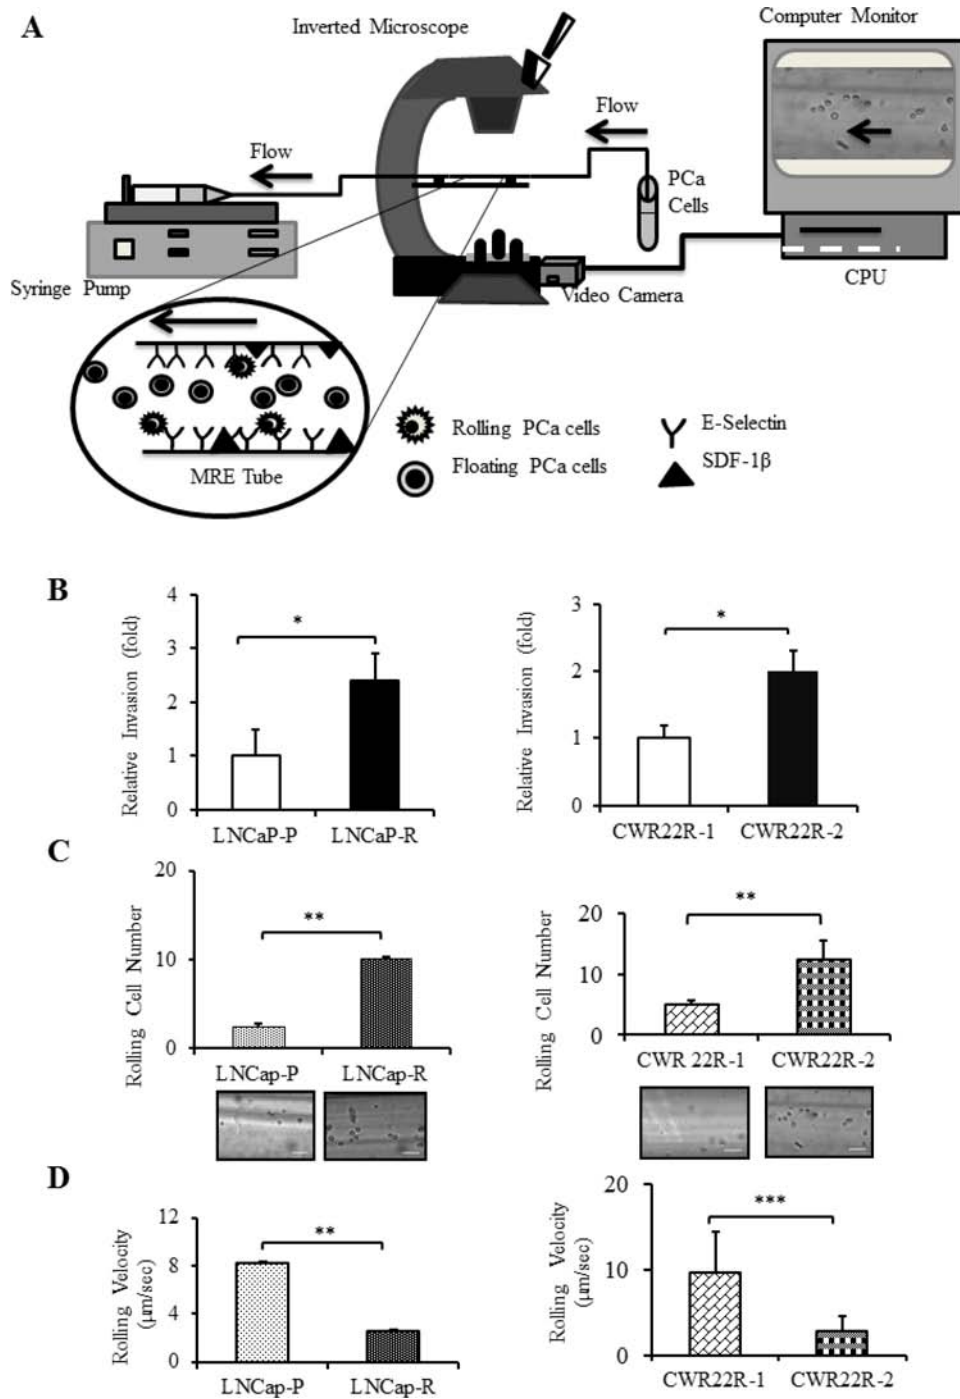 A
Inverted Microscope
Computer Monitor
Flow
Flow
PCa
Cells
Syringe Pump
Video Camera
CPU
MRE Tube
Rolling PCa cells
Floating PCa cells
E-Selectin
SDF-1β
B
Relative Invasion (fold)
4
3
2
1
0
*
LNCaP-P
LNCaP-R
Relative Invasion (fold)
3
2
1
0
*
CWR22R-1
CWR22R-2
C
Rolling Cell Number
20
10
0
**
LNCap-P
LNCap-R
Rolling Cell Number
20
10
0
**
CWR 22R-1
CWR22R-2
D
Rolling Velocity
(μm/sec)
12
8
4
0
**
LNCap-P
LNCap-R
Rolling Velocity
(μm/sec)
20
10
0
***
CWR22R-1
CWR22R-2